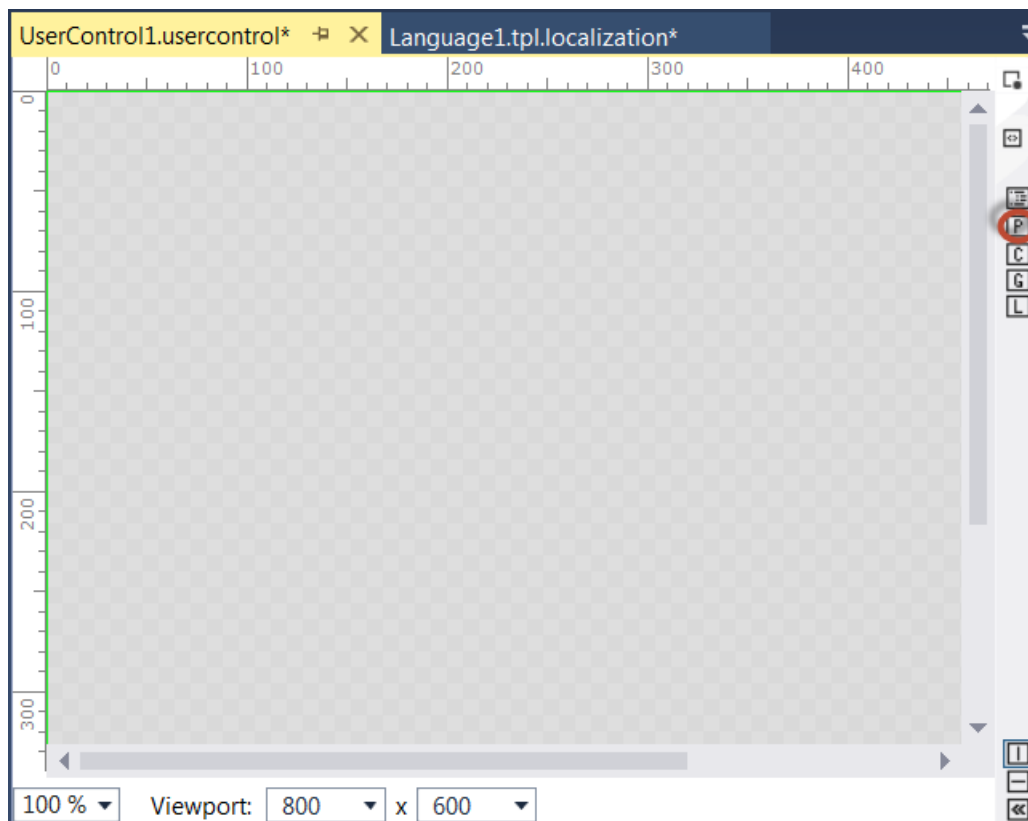 UserControl1.usercontrol*
Language1.tpl.localization*
0
100
200
300
400
0
100
200
300
P
C
G
L
100 %
Viewport: 800 x 600